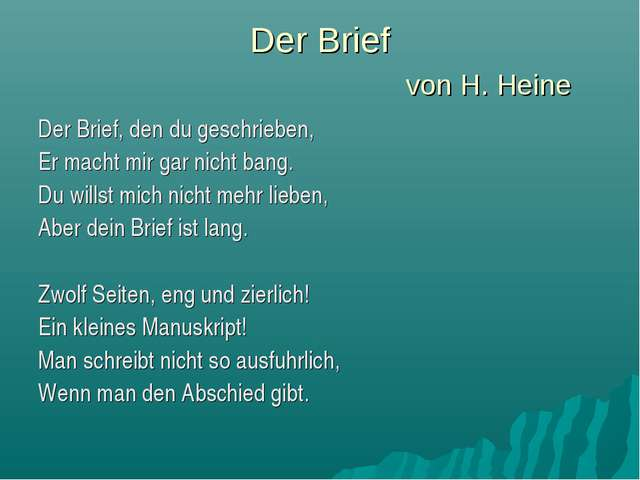 Der Brief
von H. Heine
Der Brief, den du geschrieben,
Er macht mir gar nicht bang.
Du willst mich nicht mehr lieben,
Aber dein Brief ist lang.
Zwolf Seiten, eng und zierlich!
Ein kleines Manuskript!
Man schreibt nicht so ausfuhrlich,
Wenn man den Abschied gibt.